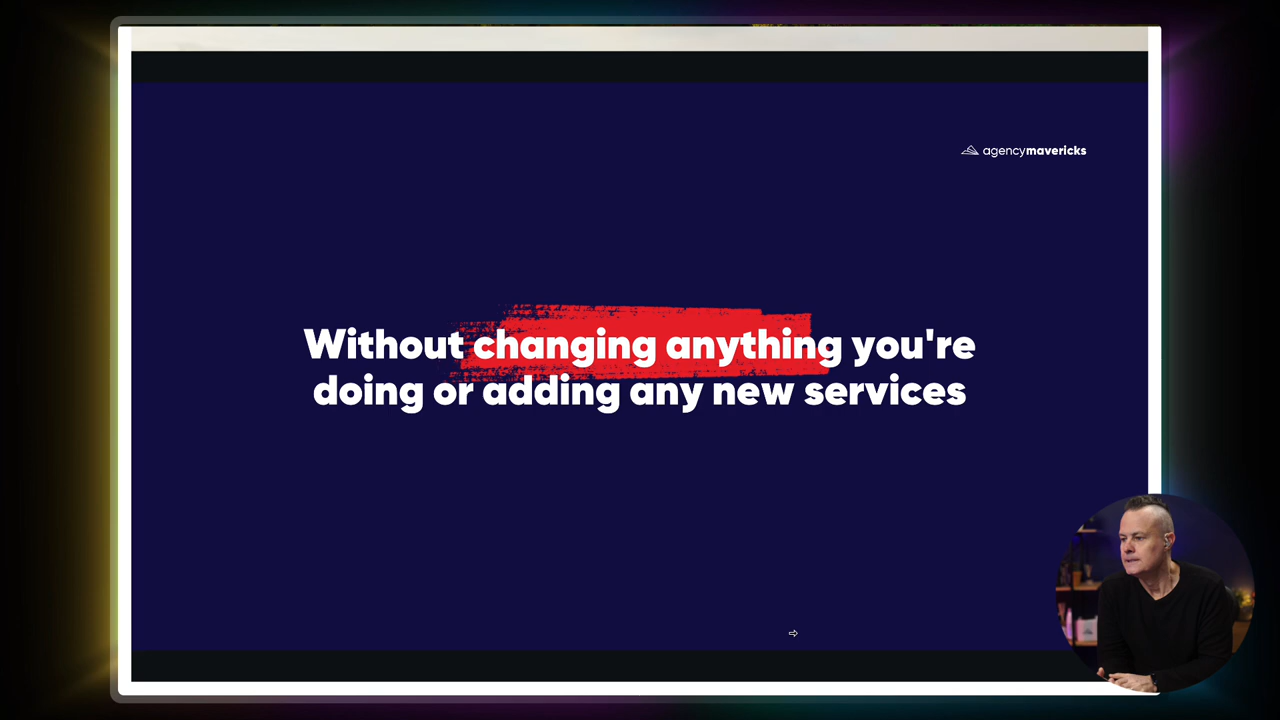 agencymavericks
Without changing anything you're
doing or adding any new services